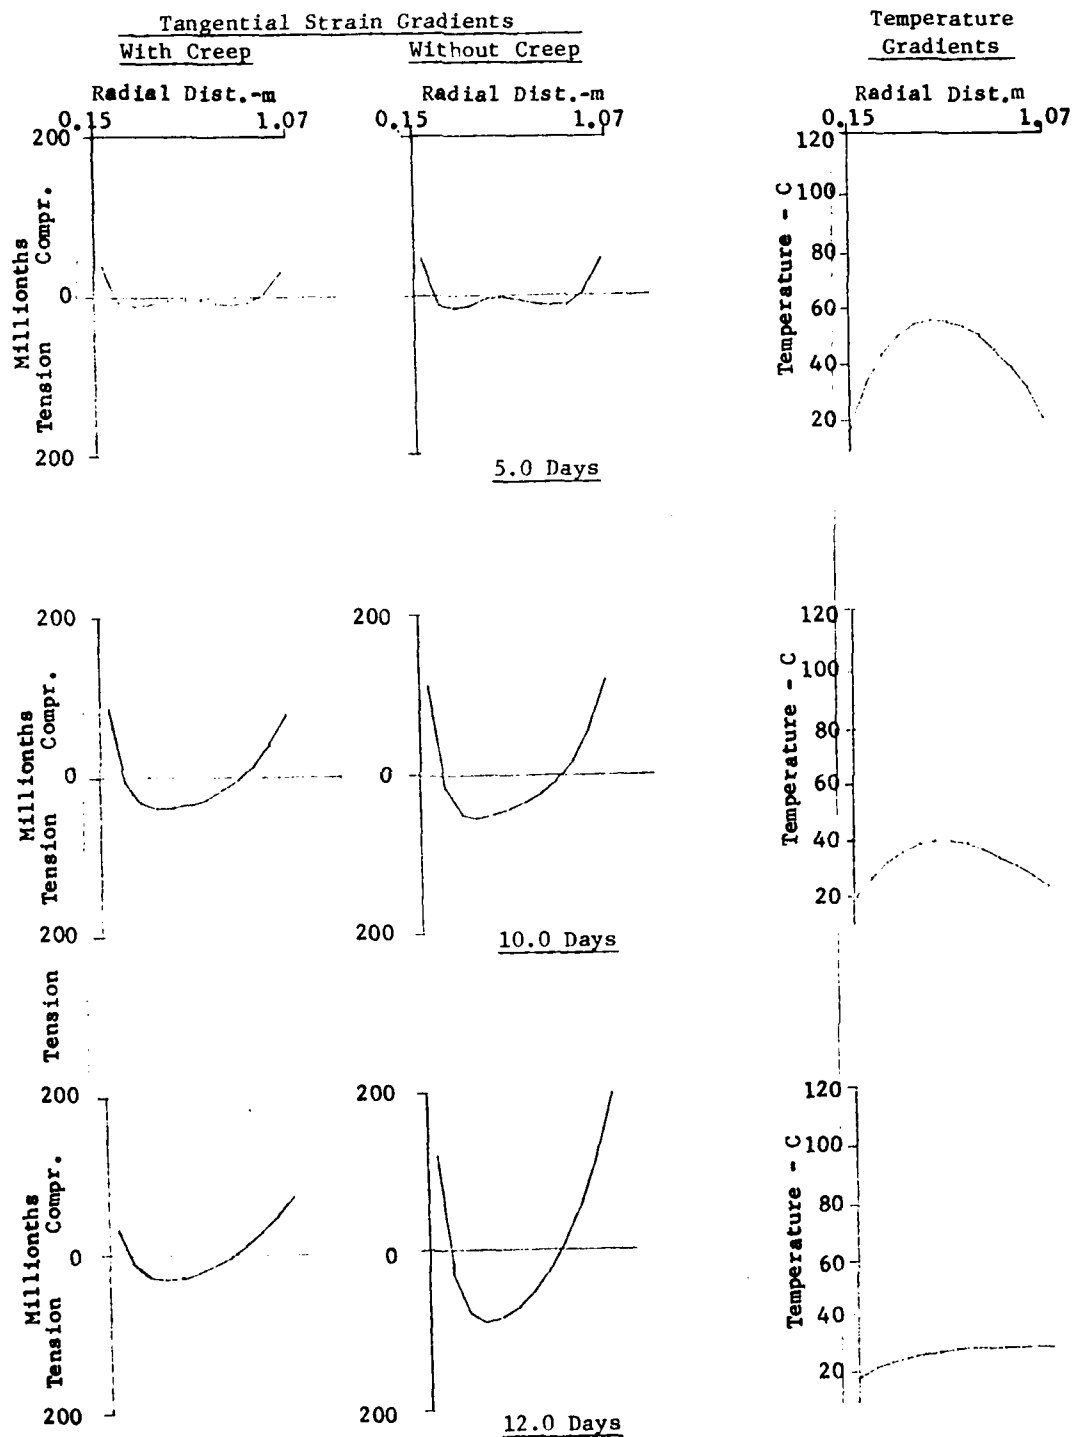 Tangential Strain Gradients
With Creep
Without Creep
Temperature
Gradients
Radial Dist.-m
0.15 1.07
Radial Dist.-m
0.15 1.07
Radial Dist.m
0.15 1.07
200
0
200
Millionths
Tension Compr.
120
100
80
60
40
20
Temperature - C
5.0 Days
200
0
200
Millionths
Tension Compr.
200
0
200
120
100
80
60
40
20
Temperature - C
10.0 Days
Tension
200
0
200
Millionths
Tension Compr.
200
0
200
120
100
80
60
40
20
Temperature - C
12.0 Days